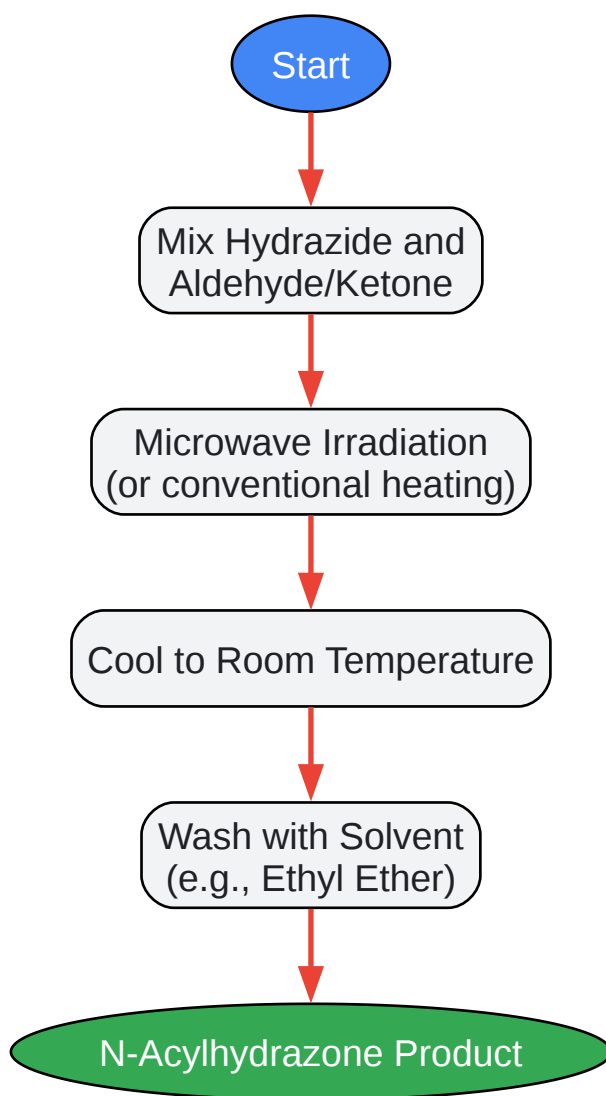 Start
Mix Hydrazide and
Aldehyde/Ketone
Microwave Irradiation
(or conventional heating)
Cool to Room Temperature
Wash with Solvent
(e.g., Ethyl Ether)
N-Acylhydrazone Product